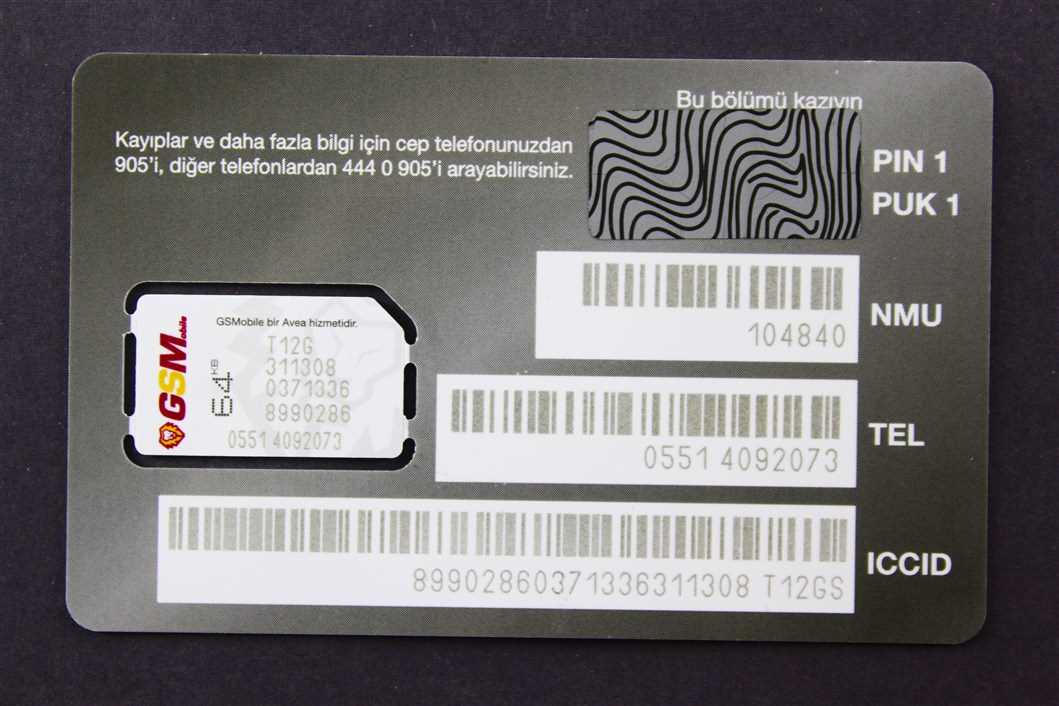 Bu bölümü kazıyın
Kayıplar ve daha fazla bilgi için cep telefonunuzdan
905'i, diğer telefonlardan 444 0 905'i arayabilirsiniz.
PIN 1
PUK 1
104840
NMU
GSMobile bir Avea hizmetidir.
GSMobile
64 KB
T12G
311308
0371336
8990286
0551 4092073
0551 4092073
TEL
89902860371336311308 T12GS
ICCID